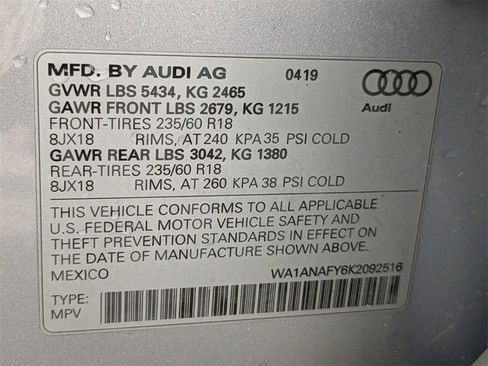 MFD. BY AUDI AG 0419
GVWR LBS 5434, KG 2465
GAWR FRONT LBS 2679, KG 1215
Audi
FRONT-TIRES 235/60 R18
8JX18 RIMS, AT 240 KPA 35 PSI COLD
GAWR REAR LBS 3042, KG 1380
REAR-TIRES 235/60 R18
8JX18 RIMS, AT 260 KPA 38 PSI COLD
THIS VEHICLE CONFORMS TO ALL APPLICABLE
U.S. FEDERAL MOTOR VEHICLE SAFETY AND
THEFT PREVENTION STANDARDS IN EFFECT ON
THE DATE OF MANUFACTURE SHOWN ABOVE.
MEXICO WA1ANAFY6K2092516
TYPE:
MPV